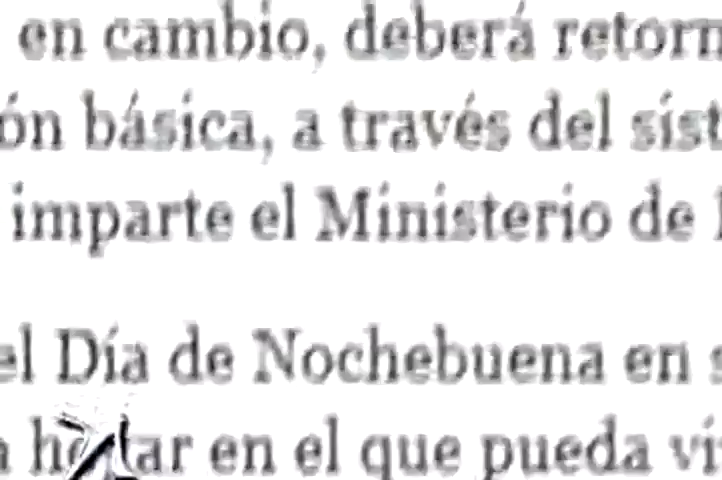 en cambio, deberá retorn
ón básica, a través del sist
imparte el Ministerio de
el Día de Nochebuena en s
en el que pueda vi